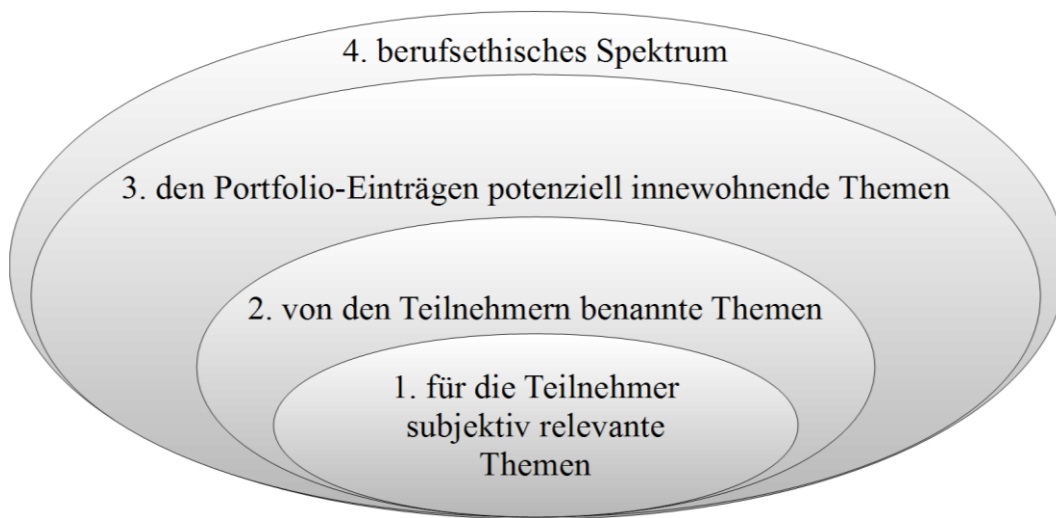 4. berufsethisches Spektrum
3. den Portfolio-Einträgen potenziell innewohnende Themen
2. von den Teilnehmern benannte Themen
1. für die Teilnehmer
subjektiv relevante
Themen